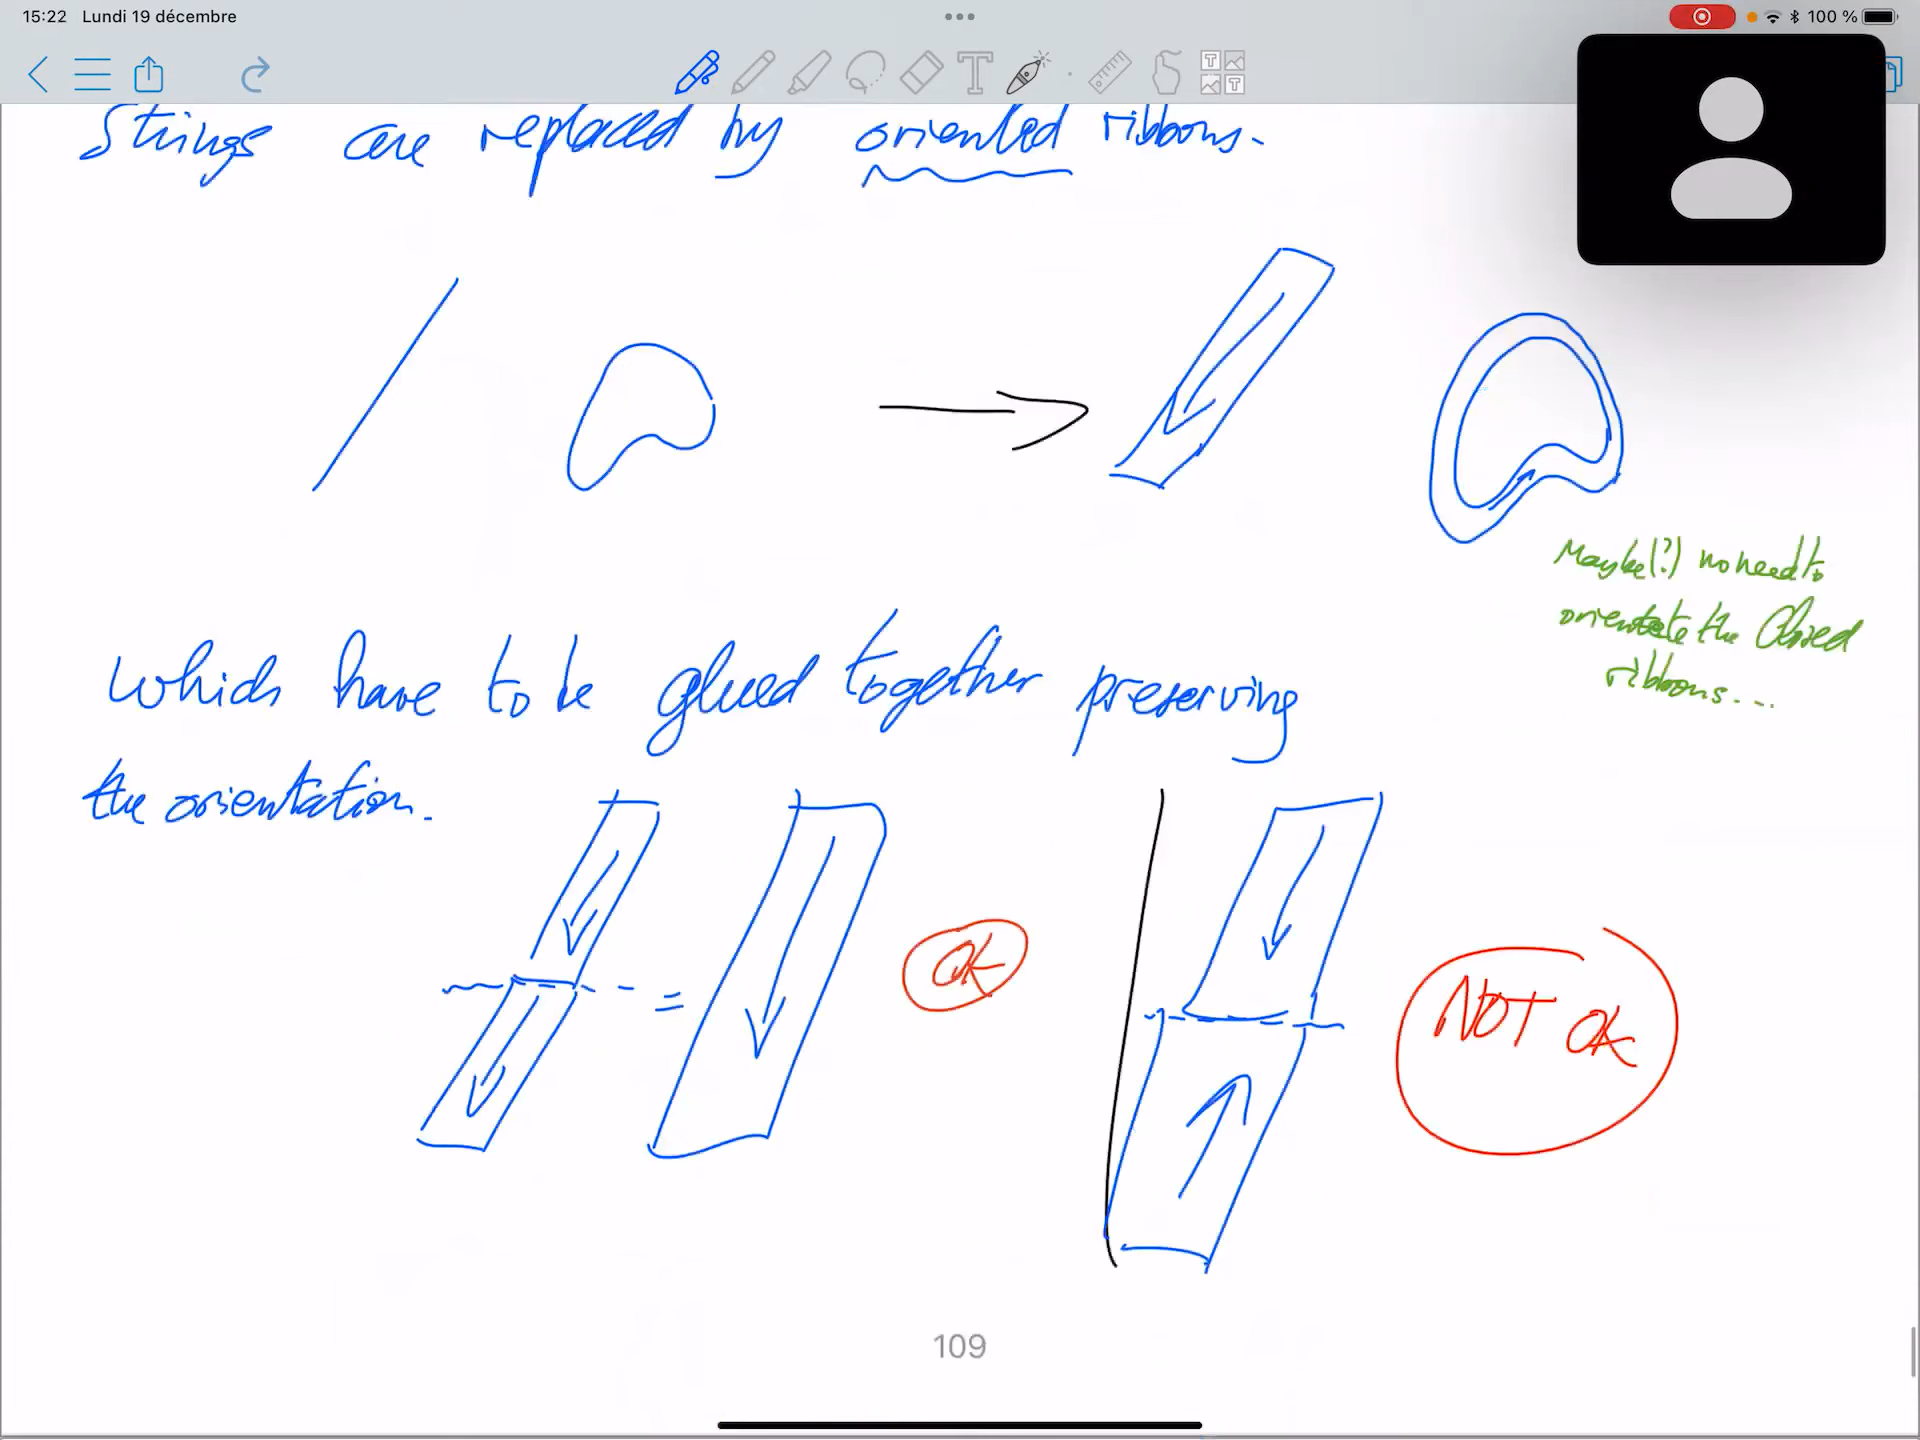 15:22 Lundi 19 décembre
100 %
Strings are replaced by oriented ribbons.
Maybe(?) no need to
orientate the closed
ribbons...
which have to be glued together preserving
the orientation.
=
OK
NOT OK
109